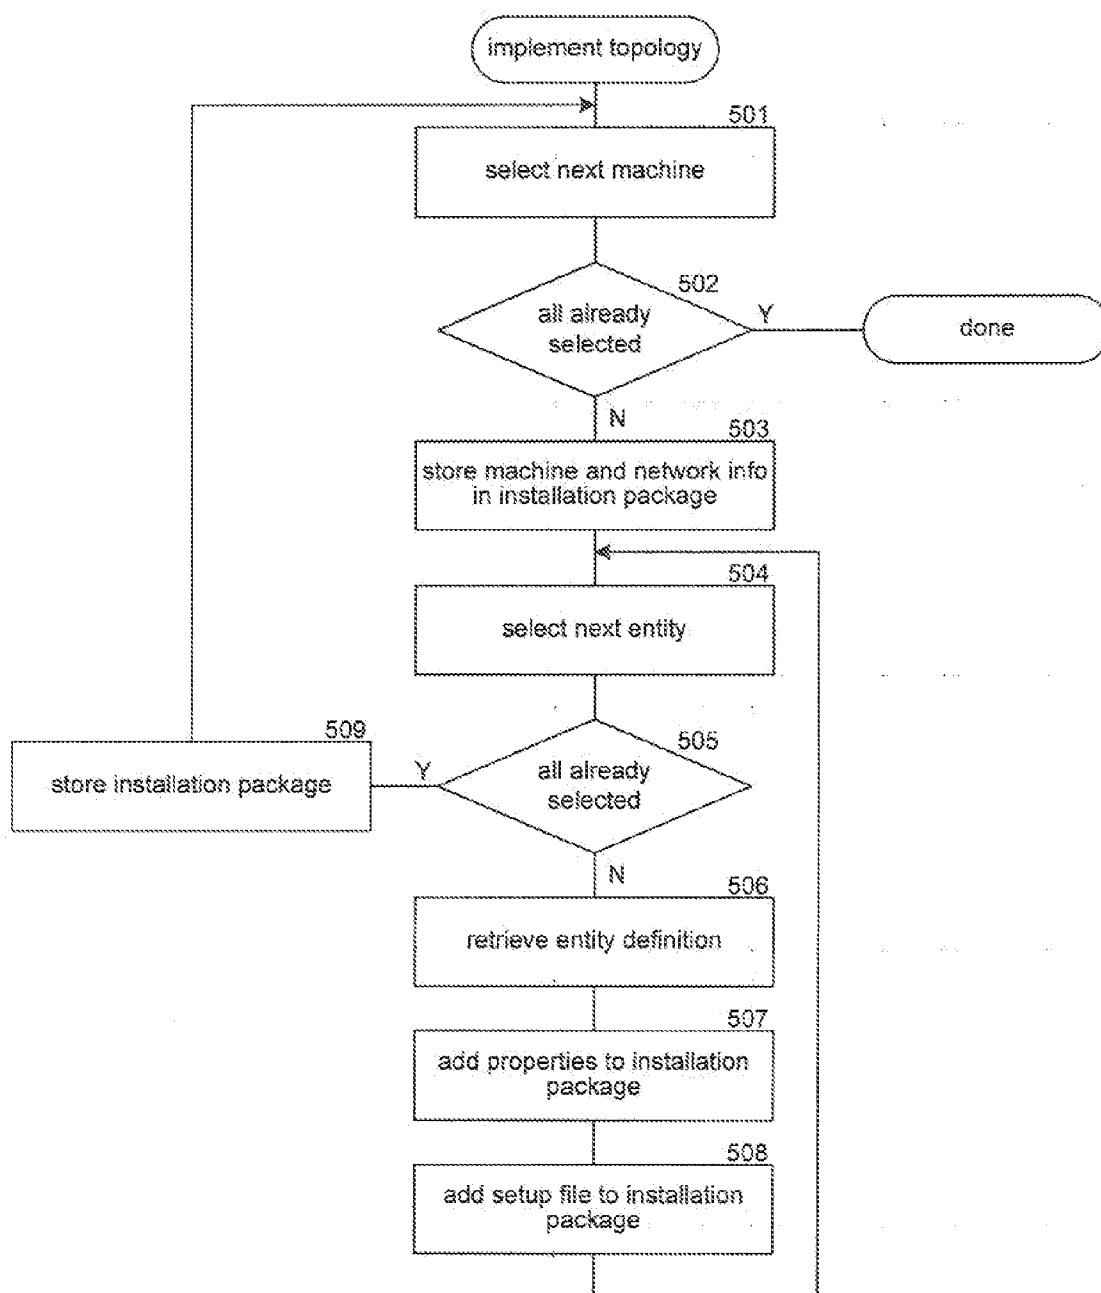 implement topology
501
select next machine
502
all already
selected
Y
done
N
503
store machine and network info
in installation package
504
select next entity
509
store installation package
Y
505
all already
selected
N
506
retrieve entity definition
507
add properties to installation
package
508
add setup file to installation
package